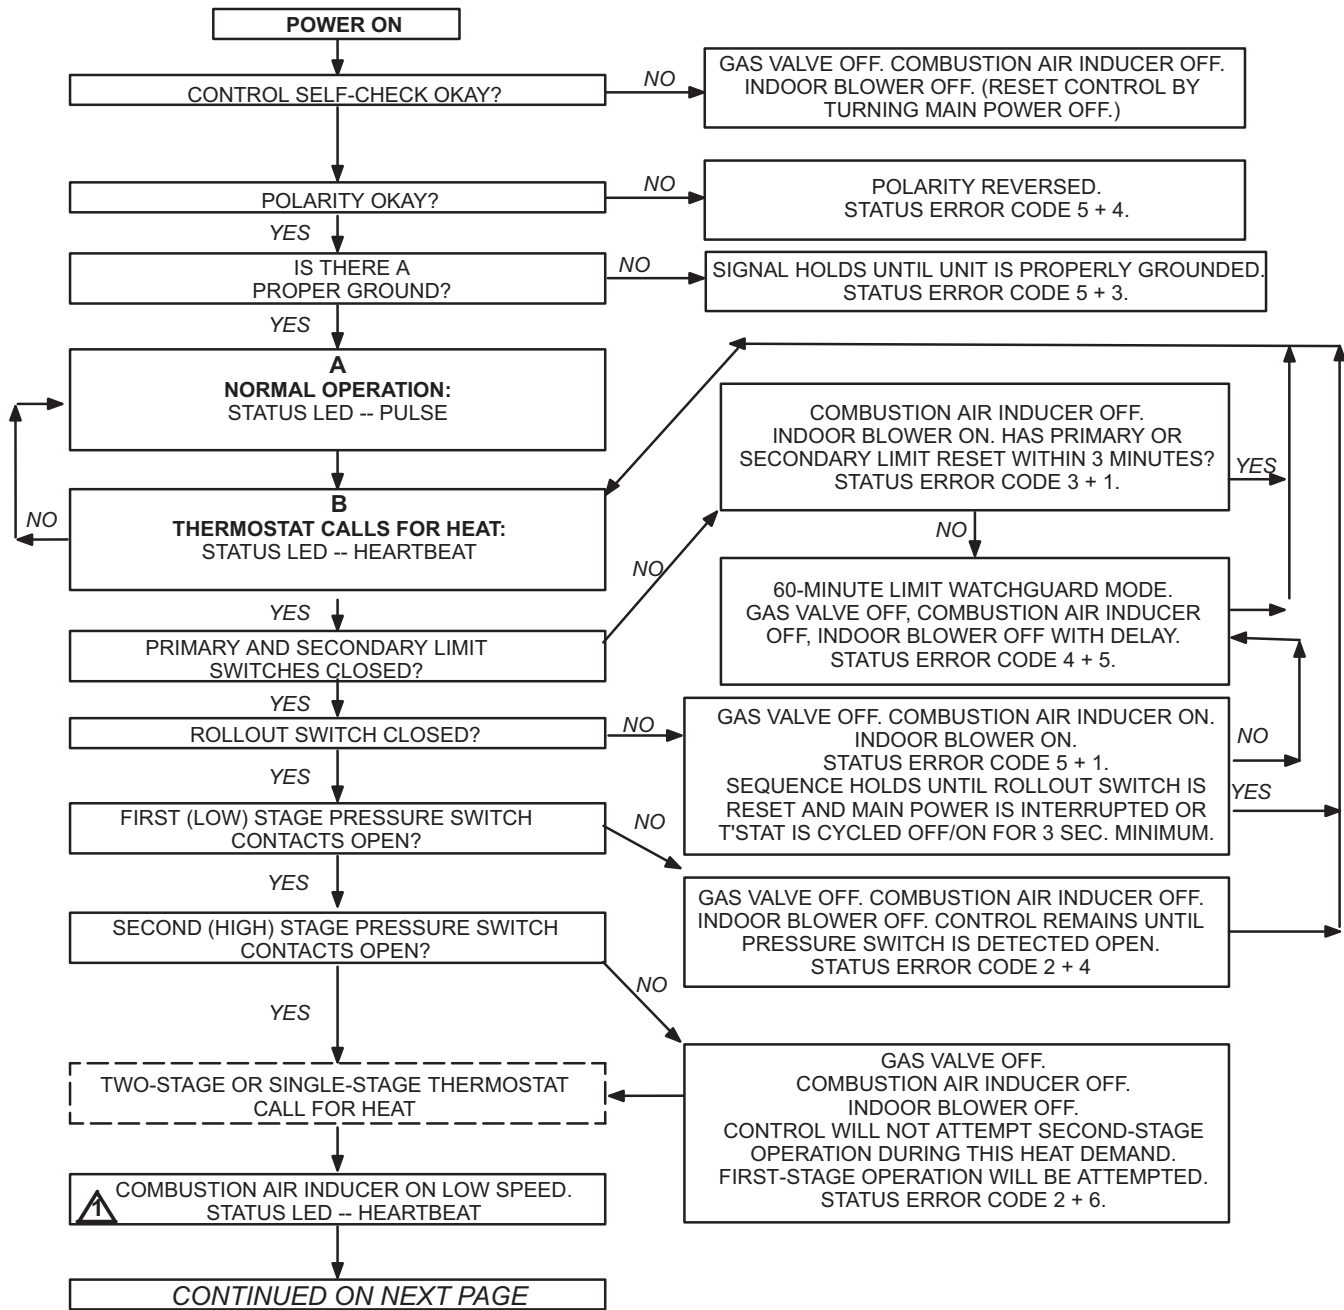 POWER ON
CONTROL SELF-CHECK OKAY?
NO
GAS VALVE OFF. COMBUSTION AIR INDUCER OFF.
INDOOR BLOWER OFF. (RESET CONTROL BY
TURNING MAIN POWER OFF.)
POLARITY OKAY?
NO
POLARITY REVERSED.
STATUS ERROR CODE 5 + 4.
YES
IS THERE A
PROPER GROUND?
NO
SIGNAL HOLDS UNTIL UNIT IS PROPERLY GROUNDED.
STATUS ERROR CODE 5 + 3.
YES
A
NORMAL OPERATION:
STATUS LED -- PULSE
NO
B
THERMOSTAT CALLS FOR HEAT:
STATUS LED -- HEARTBEAT
COMBUSTION AIR INDUCER OFF.
INDOOR BLOWER ON. HAS PRIMARY OR
SECONDARY LIMIT RESET WITHIN 3 MINUTES?
STATUS ERROR CODE 3 + 1.
YES
NO
NO
60-MINUTE LIMIT WATCHGUARD MODE.
GAS VALVE OFF, COMBUSTION AIR INDUCER
OFF, INDOOR BLOWER OFF WITH DELAY.
STATUS ERROR CODE 4 + 5.
YES
PRIMARY AND SECONDARY LIMIT
SWITCHES CLOSED?
YES
ROLLOUT SWITCH CLOSED?
NO
GAS VALVE OFF. COMBUSTION AIR INDUCER ON.
INDOOR BLOWER ON.
STATUS ERROR CODE 5 + 1.
SEQUENCE HOLDS UNTIL ROLLOUT SWITCH IS
RESET AND MAIN POWER IS INTERRUPTED OR
T'STAT IS CYCLED OFF/ON FOR 3 SEC. MINIMUM.
NO
YES
YES
FIRST (LOW) STAGE PRESSURE SWITCH
CONTACTS OPEN?
NO
GAS VALVE OFF. COMBUSTION AIR INDUCER OFF.
INDOOR BLOWER OFF. CONTROL REMAINS UNTIL
PRESSURE SWITCH IS DETECTED OPEN.
STATUS ERROR CODE 2 + 4
YES
SECOND (HIGH) STAGE PRESSURE SWITCH
CONTACTS OPEN?
NO
YES
GAS VALVE OFF.
COMBUSTION AIR INDUCER OFF.
INDOOR BLOWER OFF.
CONTROL WILL NOT ATTEMPT SECOND-STAGE
OPERATION DURING THIS HEAT DEMAND.
FIRST-STAGE OPERATION WILL BE ATTEMPTED.
STATUS ERROR CODE 2 + 6.
TWO-STAGE OR SINGLE-STAGE THERMOSTAT
CALL FOR HEAT
1
COMBUSTION AIR INDUCER ON LOW SPEED.
STATUS LED -- HEARTBEAT
CONTINUED ON NEXT PAGE